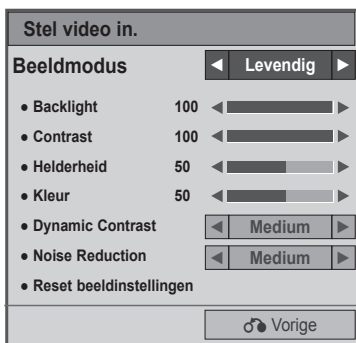 Stel video in.
Beeldmodus ◄ Levendig ►
● Backlight 100
● Contrast 100
● Helderheid 50
● Kleur 50
● Dynamic Contrast ◄ Medium ►
● Noise Reduction ◄ Medium ►
● Reset beeldinstellingen
Vorige